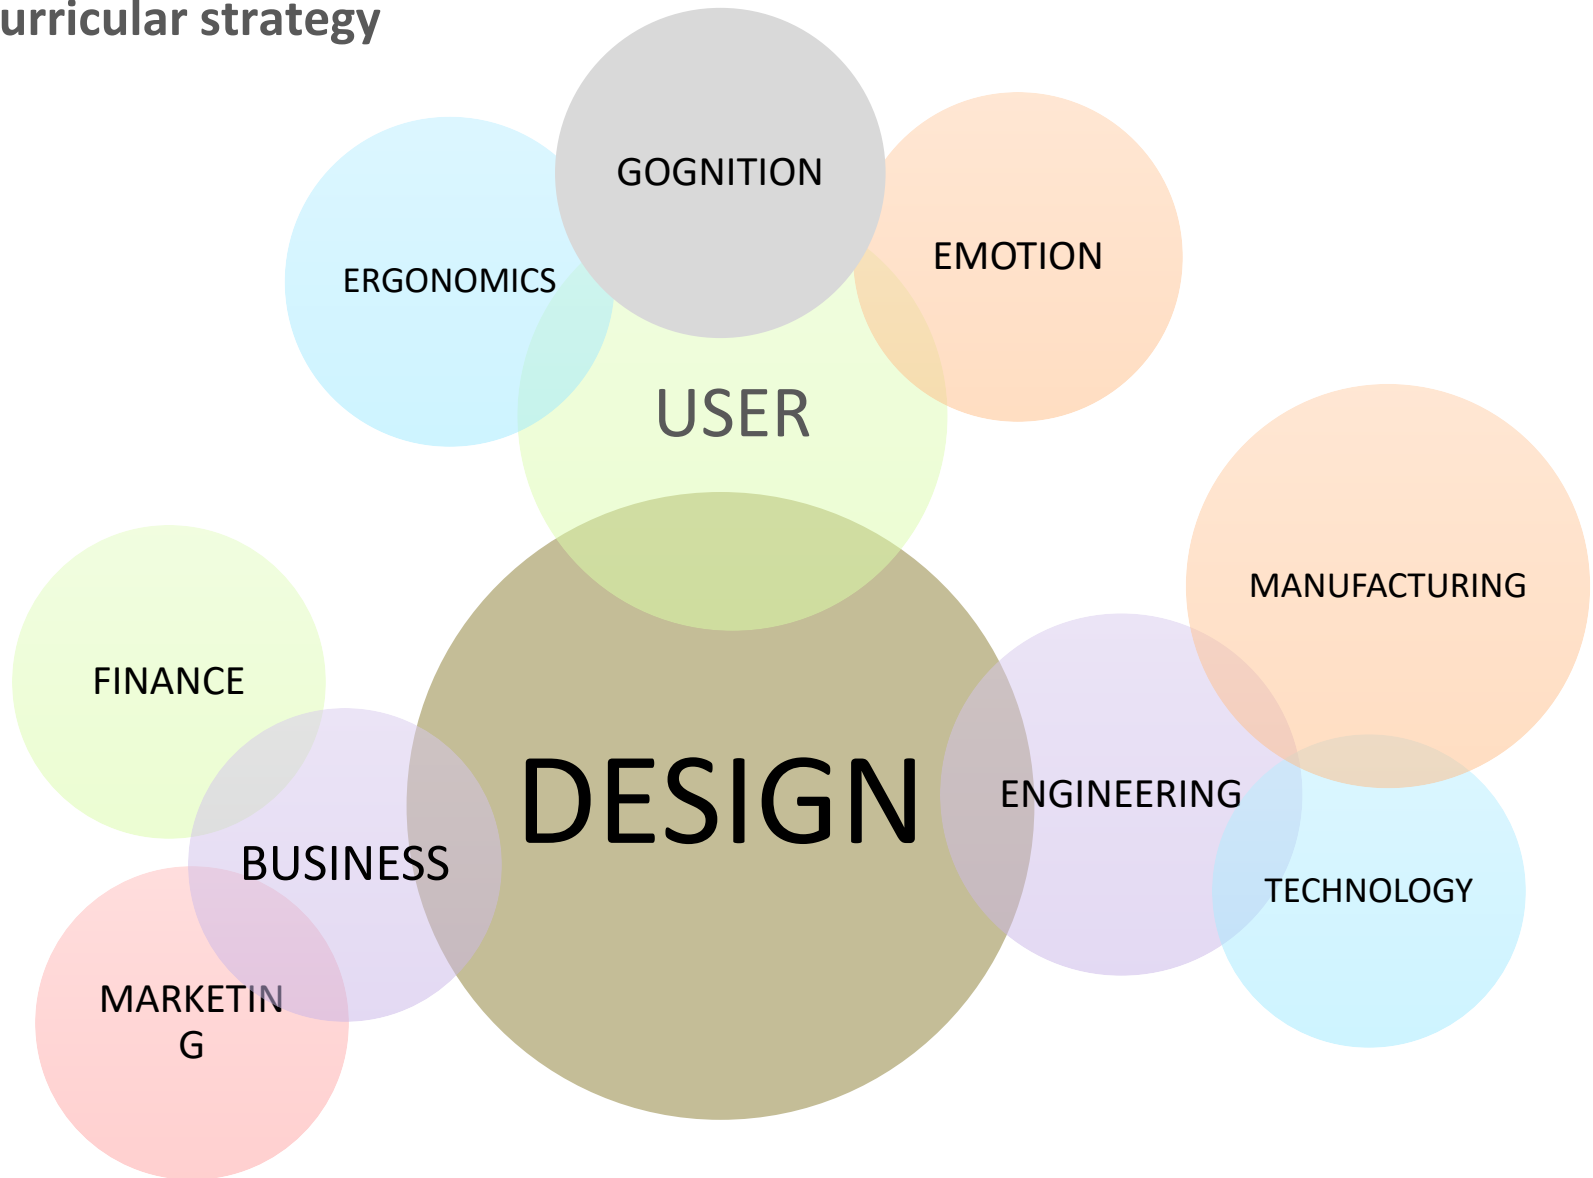 urricular strategy
GOGNITION
EMOTION
ERGONOMICS
USER
MANUFACTURING
FINANCE
DESIGN
ENGINEERING
BUSINESS
TECHNOLOGY
MARKETIN
G